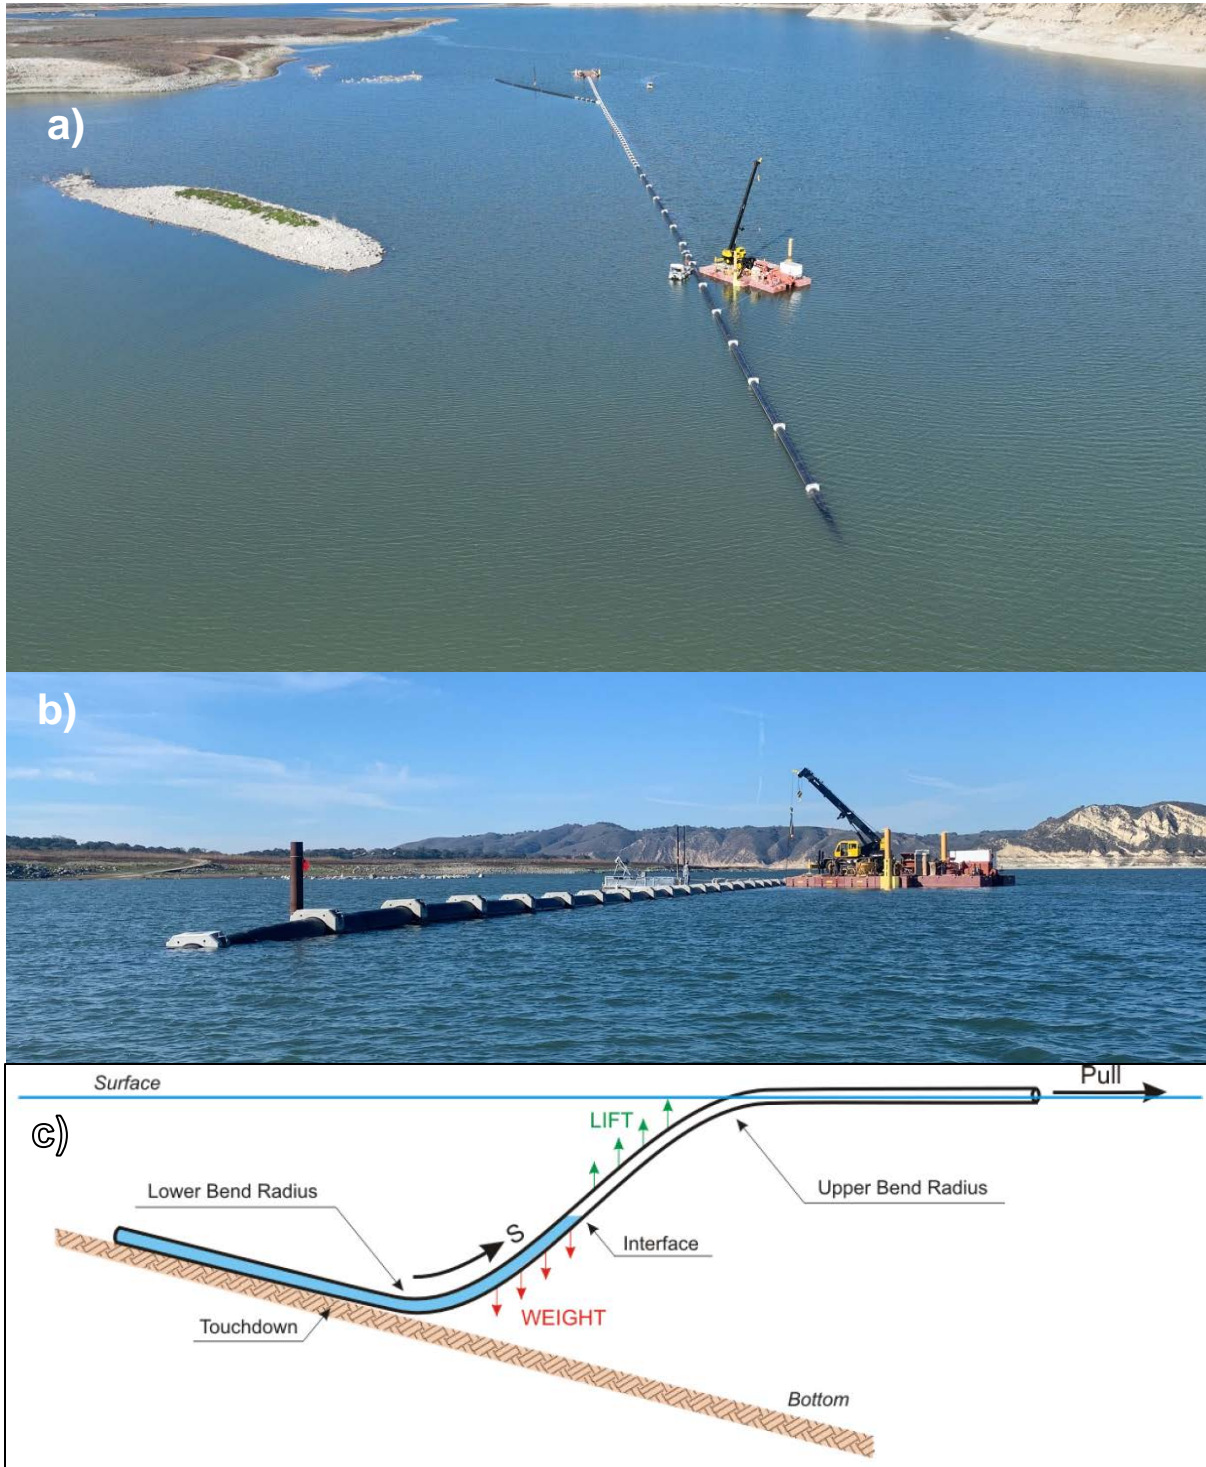 a)
b)
Surface
Pull
c)
LIFT
Lower Bend Radius
Upper Bend Radius
S
Interface
WEIGHT
Touchdown
Bottom